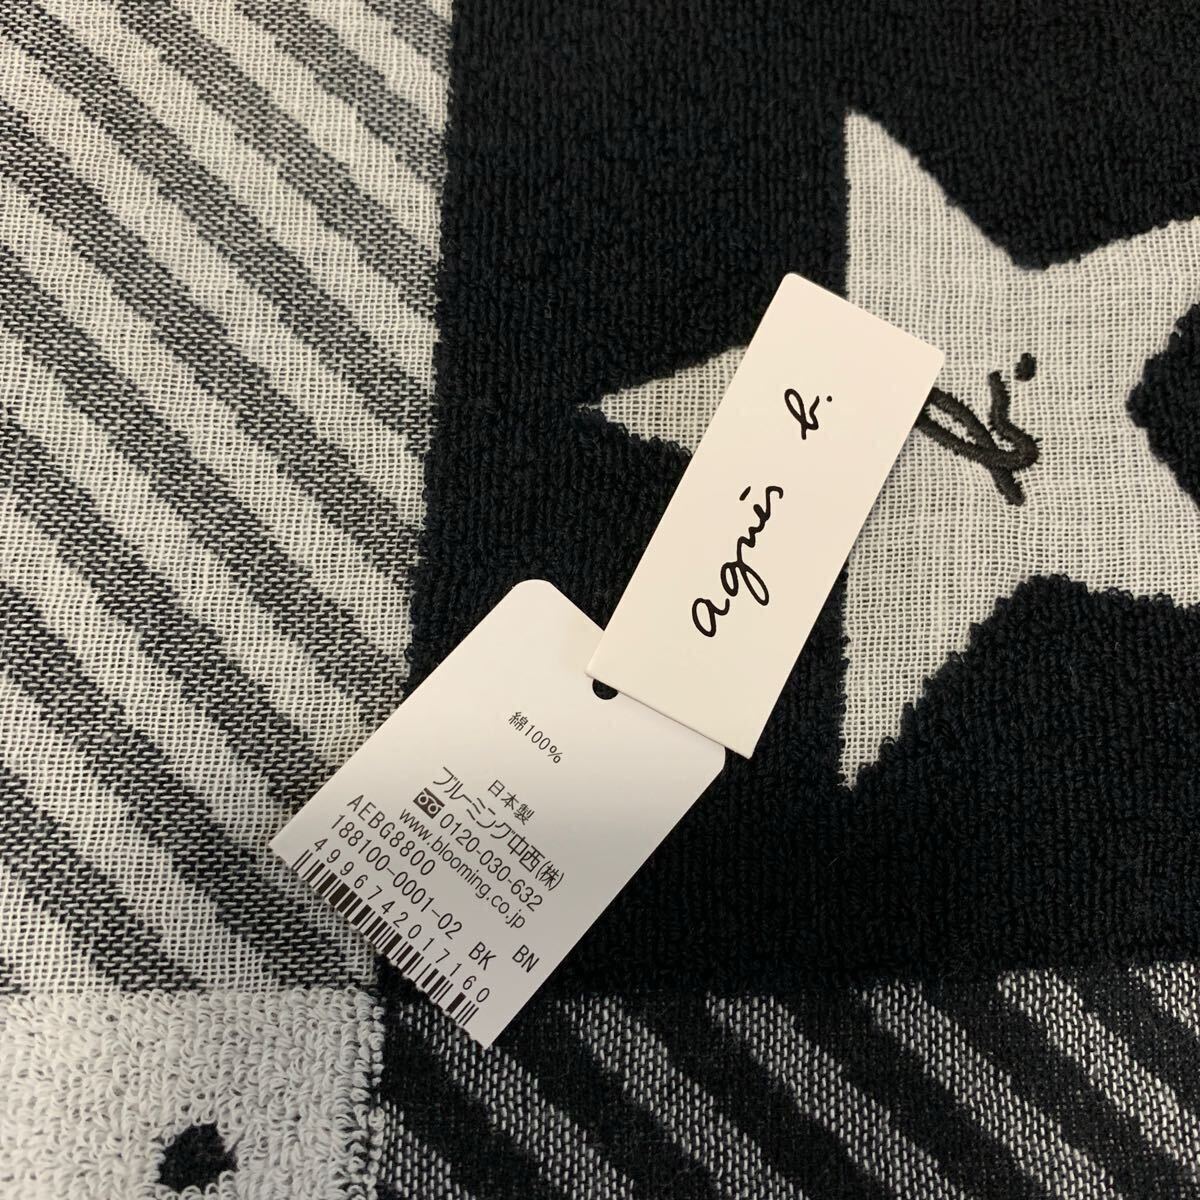 agnès b.
b.
綿100%
日本製
ブルーミング中西(株)
0120-030-632
www.blooming.co.jp
AEBG8800
188100-0001-02 BK BN
4996742017160